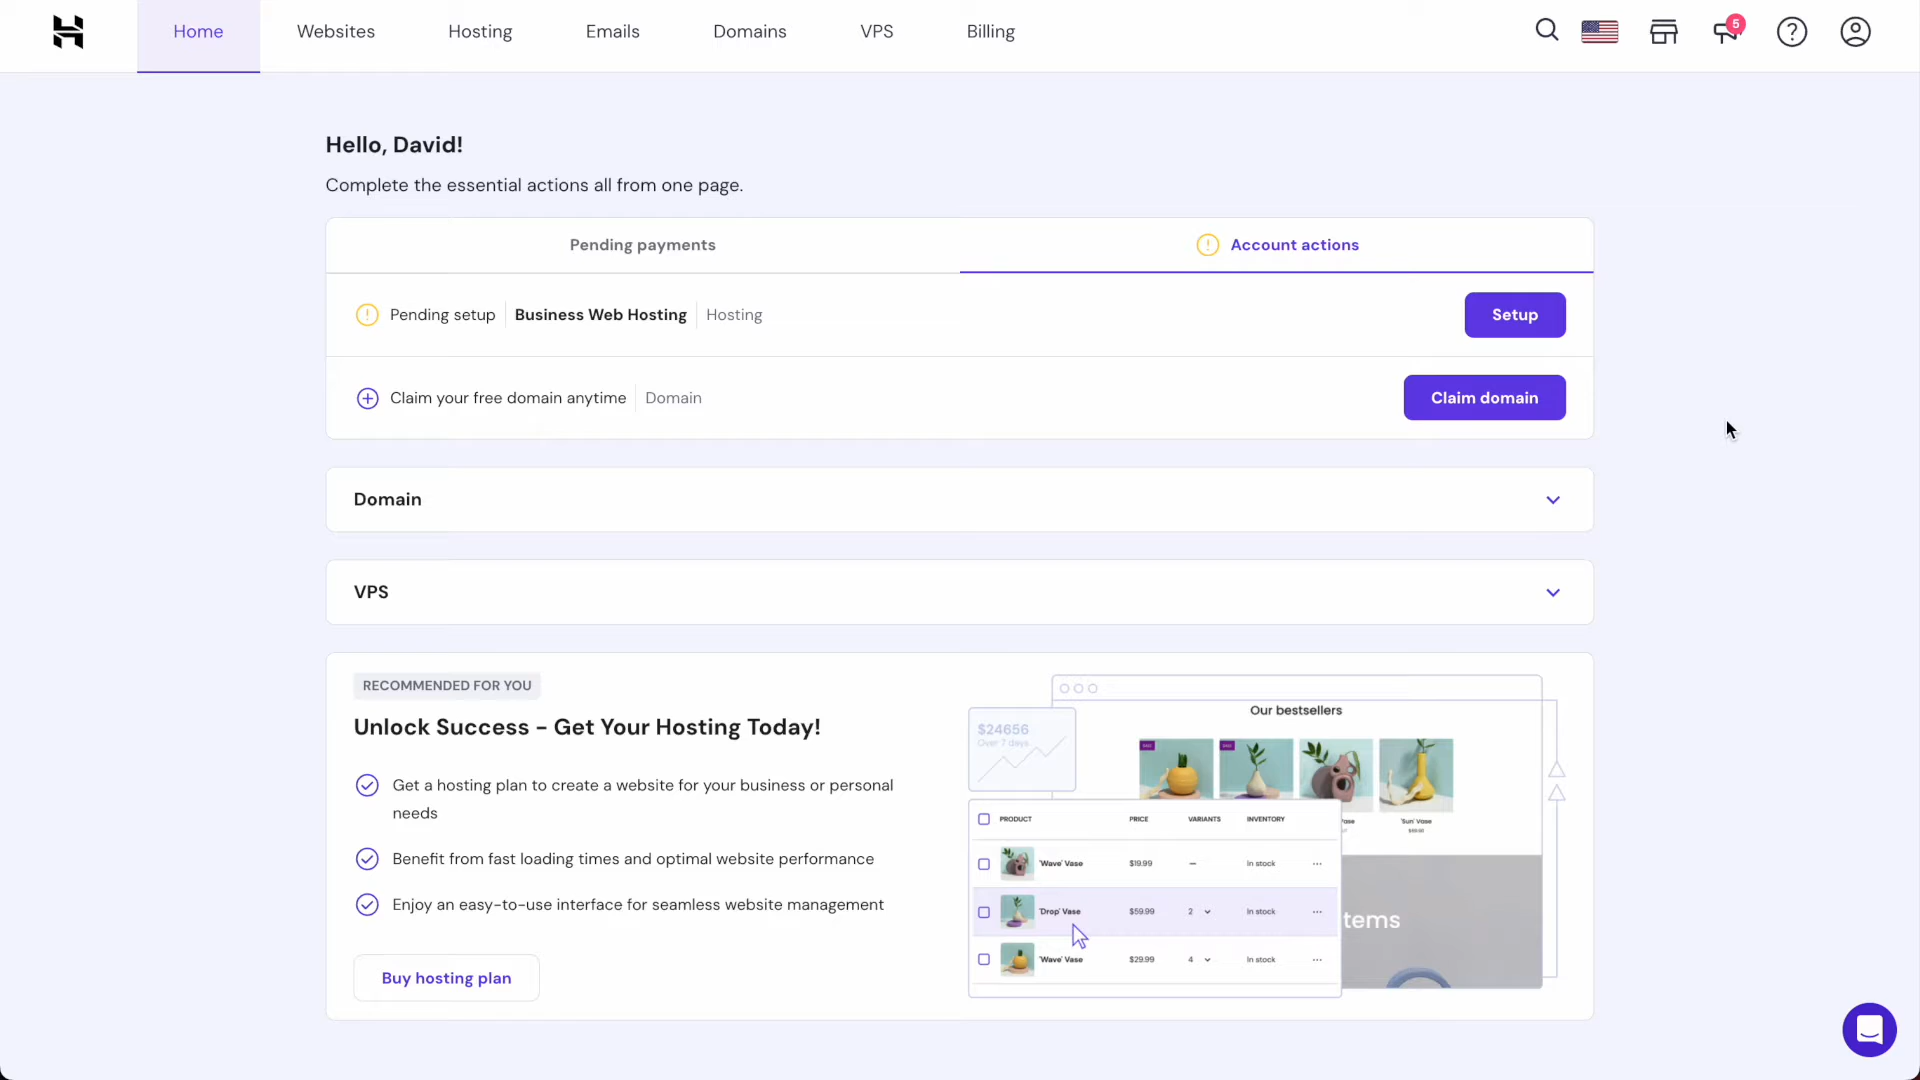 Home
Websites
Hosting
Emails
Domains
VPS
Billing
5
Hello, David!
Complete the essential actions all from one page.
Pending payments
Account actions
Pending setup
Business Web Hosting
Hosting
Setup
Claim your free domain anytime
Domain
Claim domain
Domain
VPS
RECOMMENDED FOR YOU
Unlock Success - Get Your Hosting Today!
Get a hosting plan to create a website for your business or personal
needs
Benefit from fast loading times and optimal website performance
Enjoy an easy-to-use interface for seamless website management
Buy hosting plan
$24656
Over 7 days
Our bestsellers
'Sun' Vase
PRODUCT PRICE VARIANTS INVENTORY
'Wave' Vase $19.99 — In stock ...
'Drop' Vase $59.99 2 In stock ...
'Wave' Vase $29.99 4 In stock ...
tems